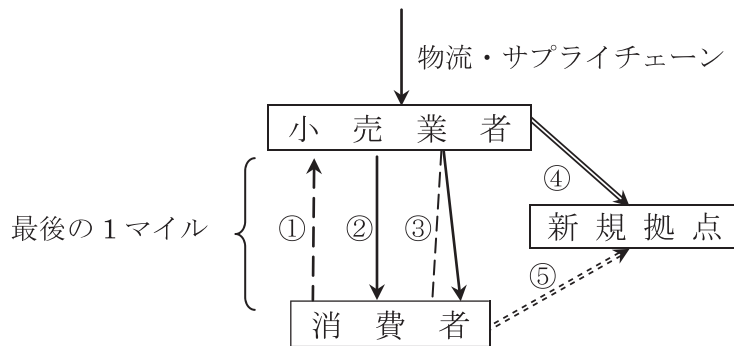 物流・サプライチェーン
小売業者
④
最後の1マイル
①
②
③
新規拠点
⑤
消費者